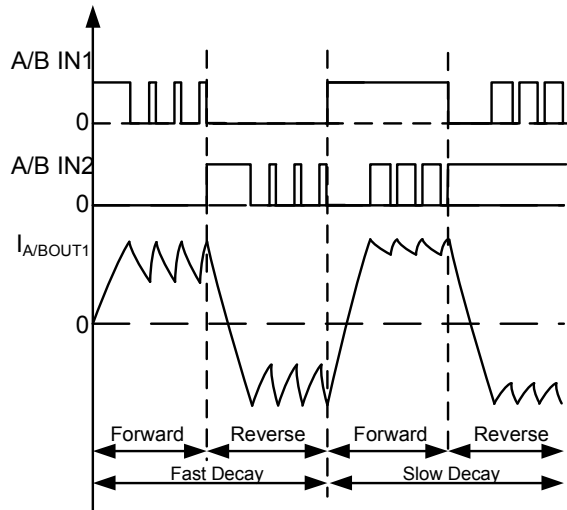 A/B IN1
0
A/B IN2
0
IA/BOUT1
0
Forward Reverse Forward Reverse
Fast Decay Slow Decay